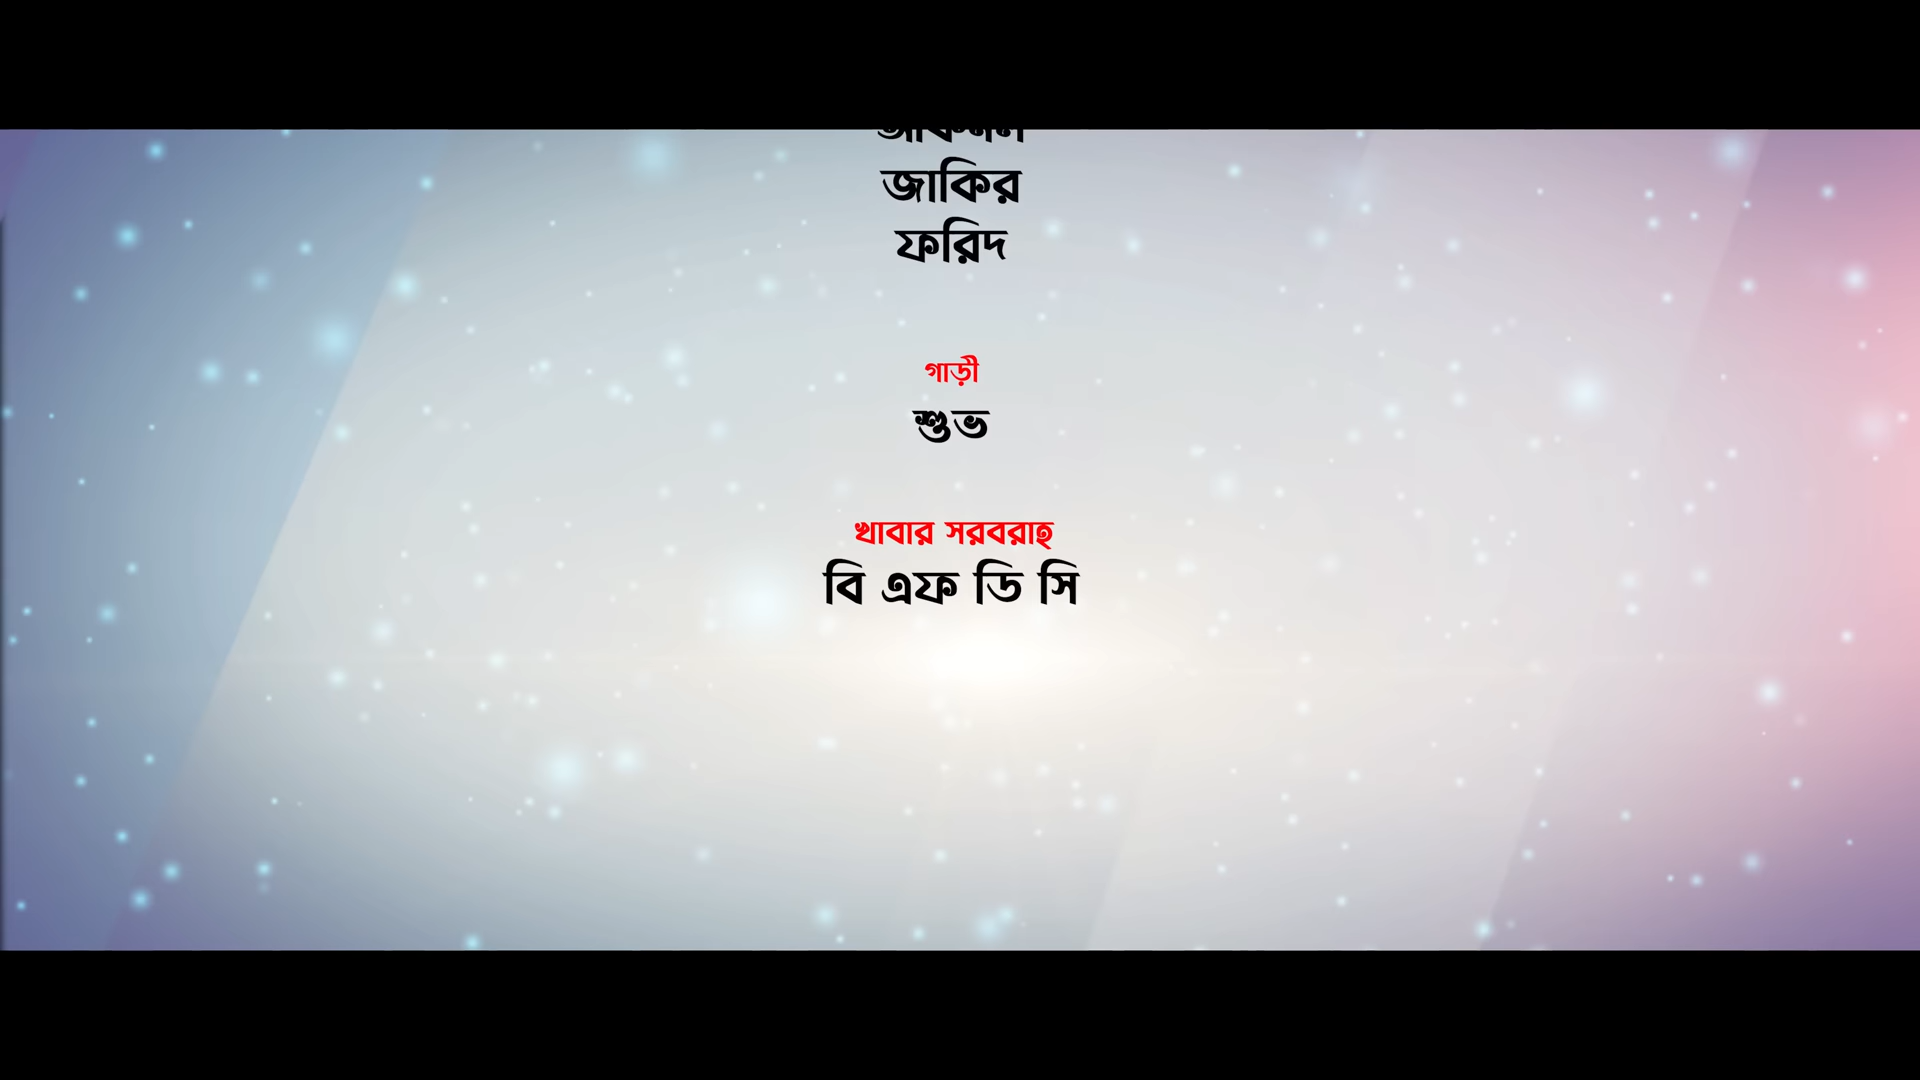 জাকির
ফরিদ
গাড়ী
শুভ
খাবার সরবরাহ
বি এফ ডি সি